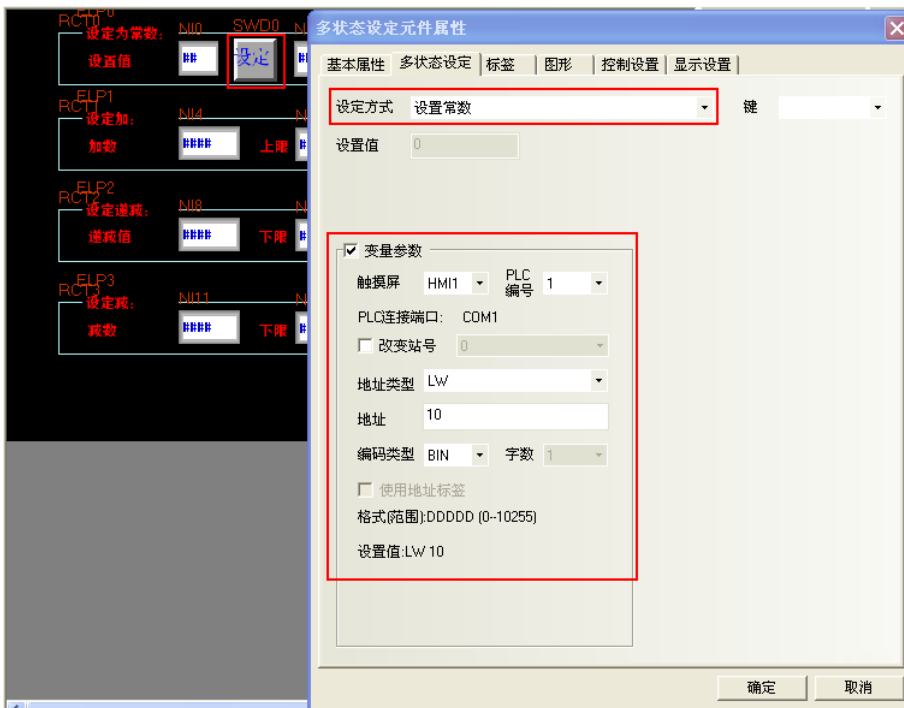 ELP0
RCT0
设定为常数:
NI0
SWD0
设置值
##
设定
ELP1
RCT1
设定加:
NI4
加数
####
上限
ELP2
RCT2
设定递减:
NI8
递减值
####
下限
ELP3
RCT3
设定减:
NI11
减数
####
下限
多状态设定元件属性
基本属性 多状态设定 标签 图形 控制设置 显示设置
设定方式 设置常数 键
设置值 0
变量参数
触摸屏 HMI1 PLC编号 1
PLC连接端口: COM1
改变站号 0
地址类型 LW
地址 10
编码类型 BIN 字数 1
使用地址标签
格式(范围):DDDDD (0--10255)
设置值:LW 10
确定 取消